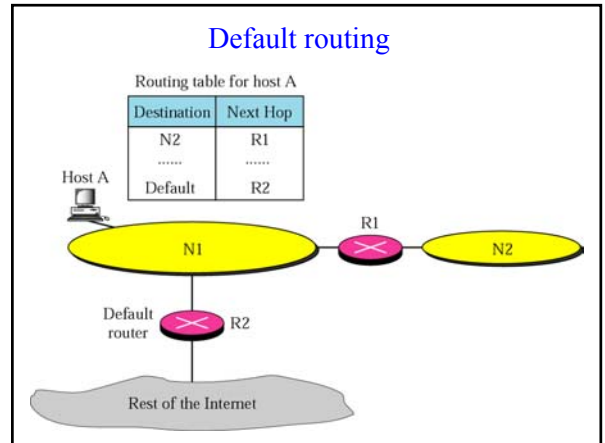 Default routing
Routing table for host A
Destination Next Hop
N2 R1
...... ......
Default R2
Host A
R1
N1
N2
Default
router
R2
Rest of the Internet